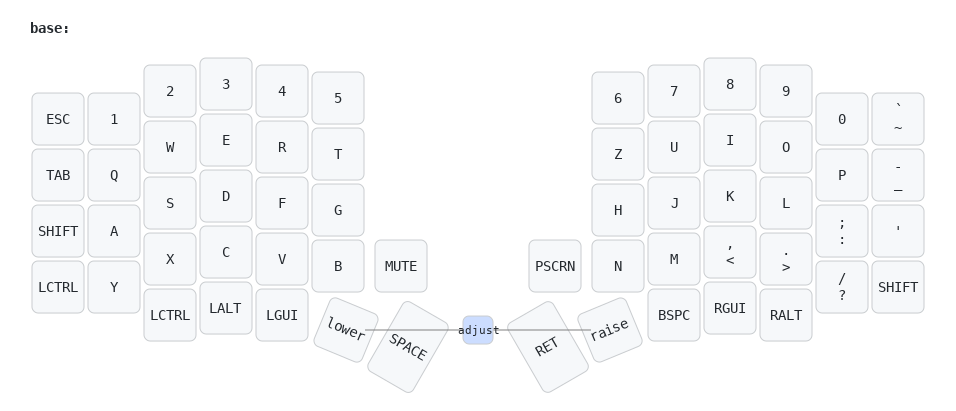 base:
ESC 1 2 3 4 5 6 7 8 9 0 `
~
TAB Q W E R T Z U I O P -
_
SHIFT A S D F G H J K L ;
:
'
LCTRL Y X C V B MUTE PSCRN N M ,
<
.
>
/
?
SHIFT
LCTRL LALT LGUI lower SPACE adjust RET raise BSPC RGUI RALT